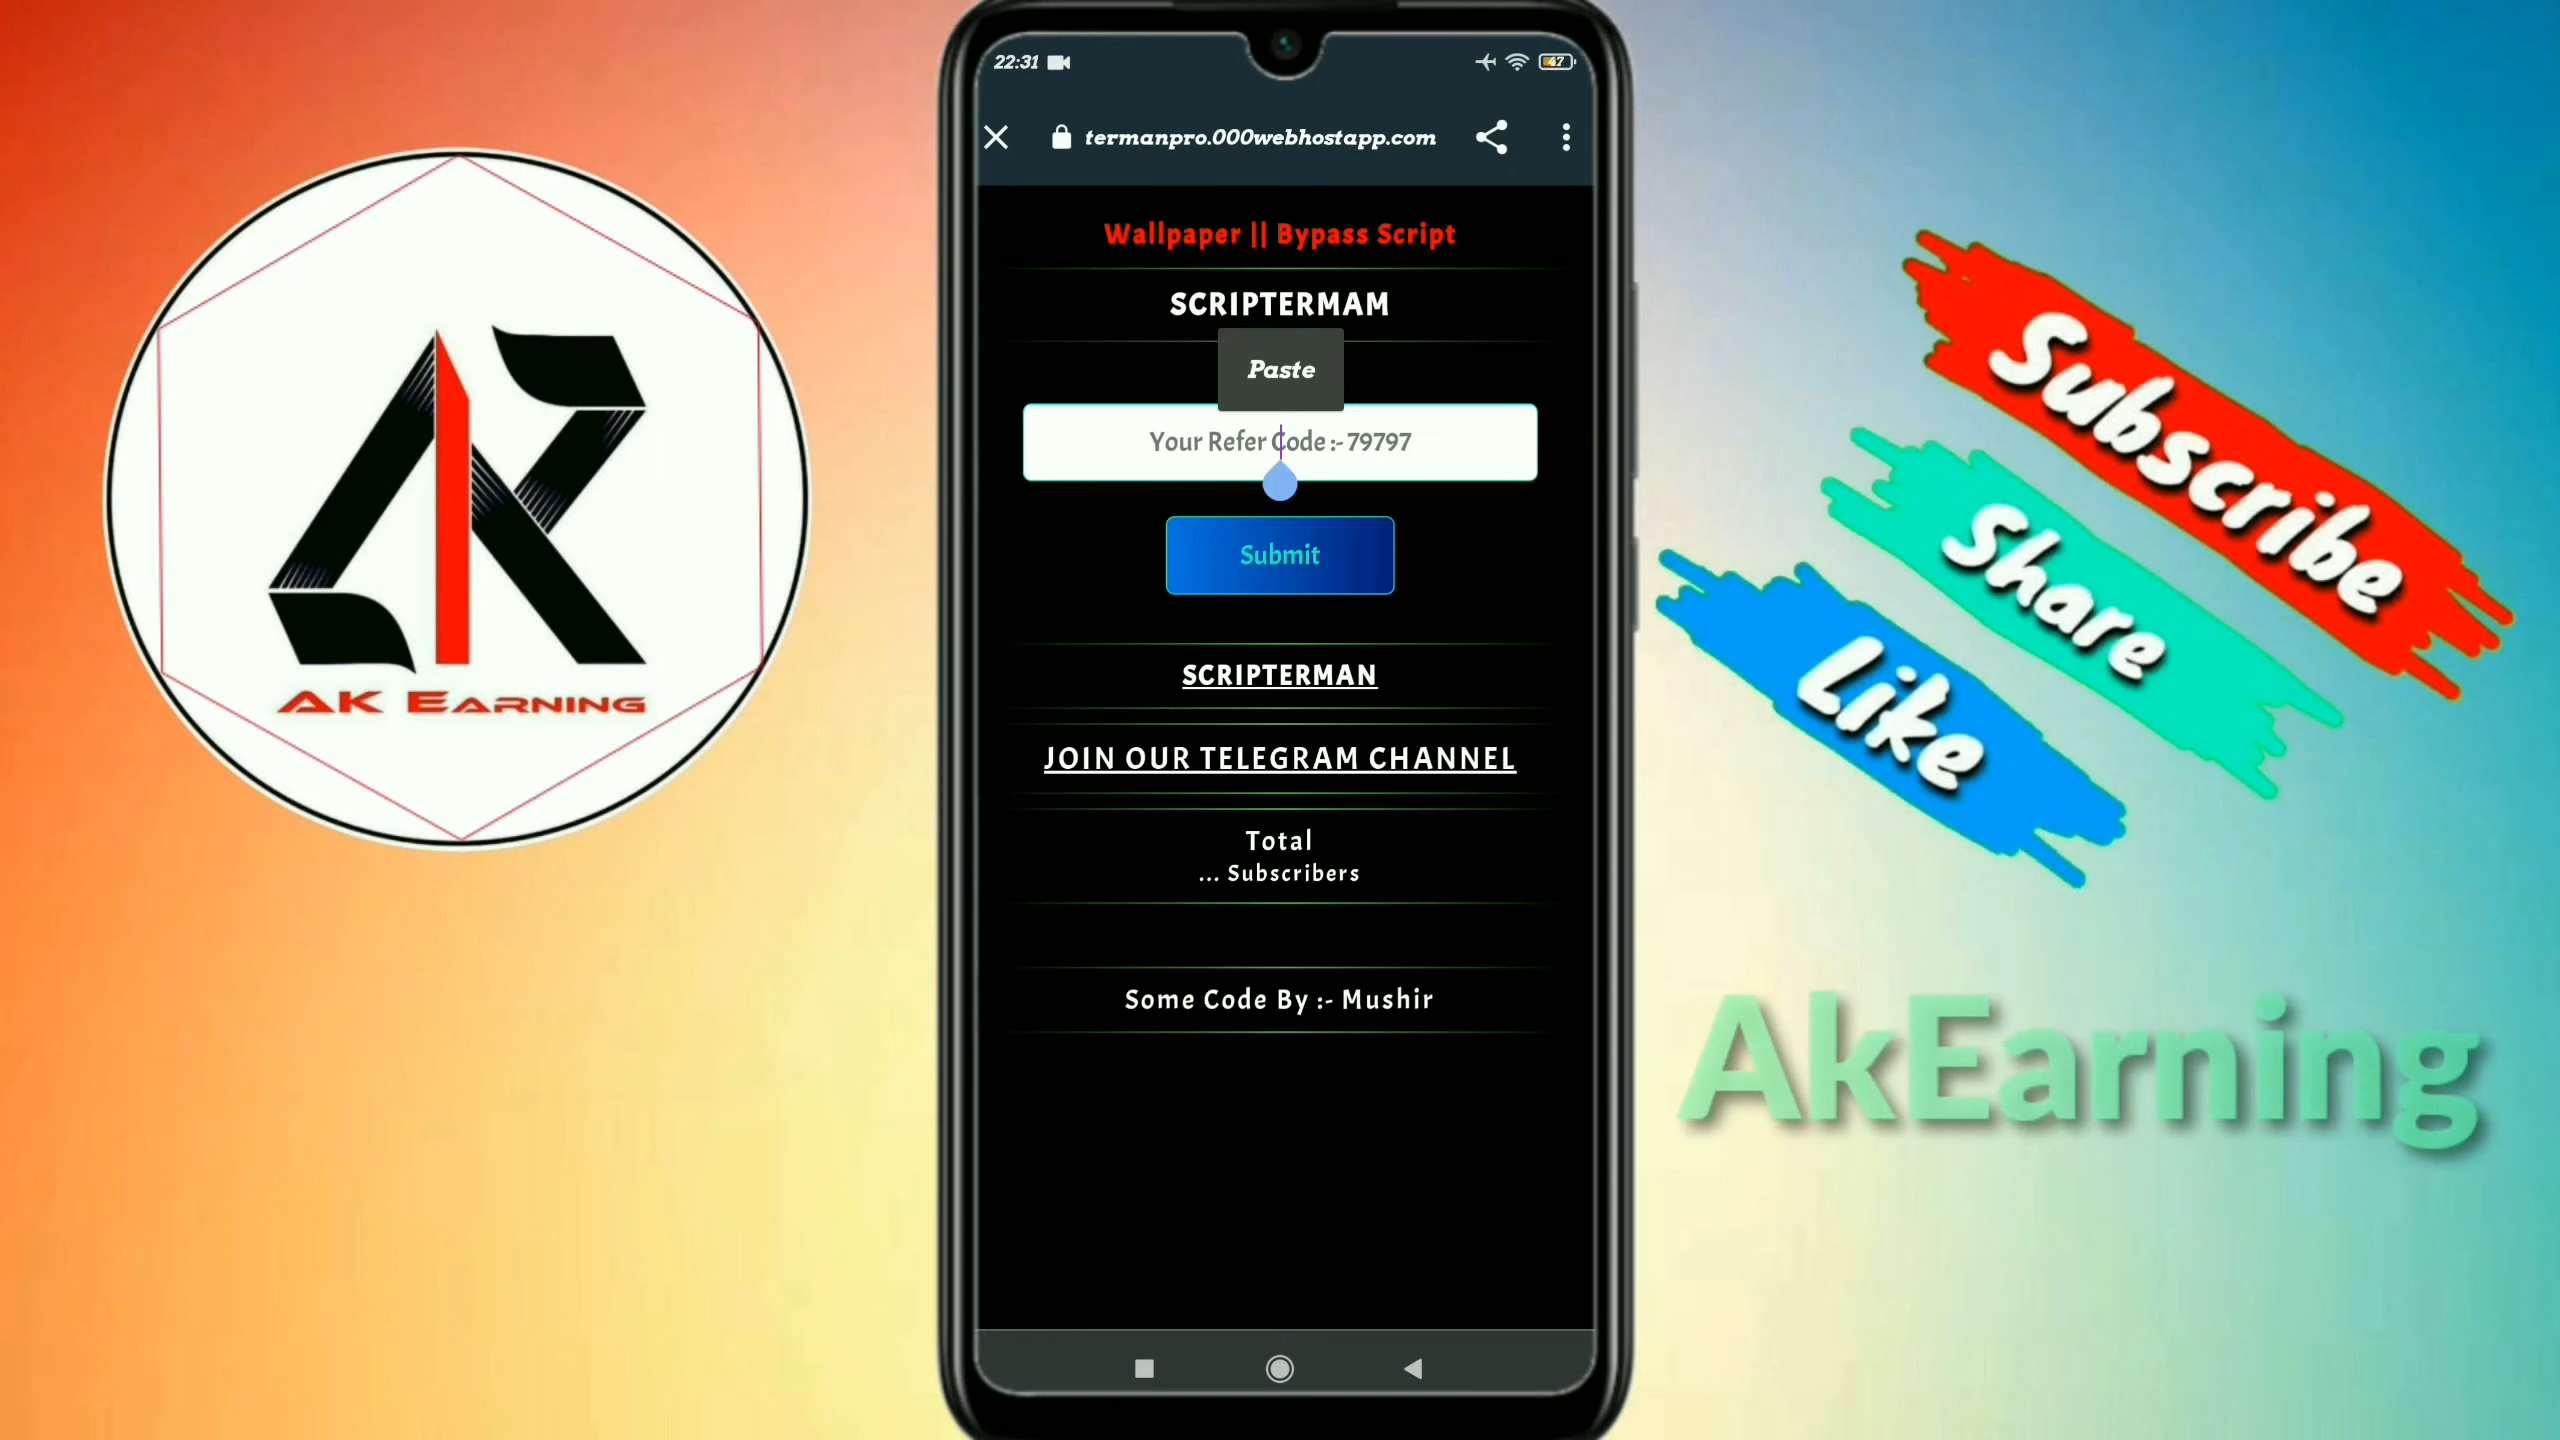 AK EARNING
22:31
47
termanpro.000webhostapp.com
Wallpaper || Bypass Script
SCRIPTERMAM
Paste
Your Refer Code :- 79797
Submit
SCRIPTERMAN
JOIN OUR TELEGRAM CHANNEL
Total
... Subscribers
Some Code By :- Mushir
Subscribe
Share
Like
AkEarning